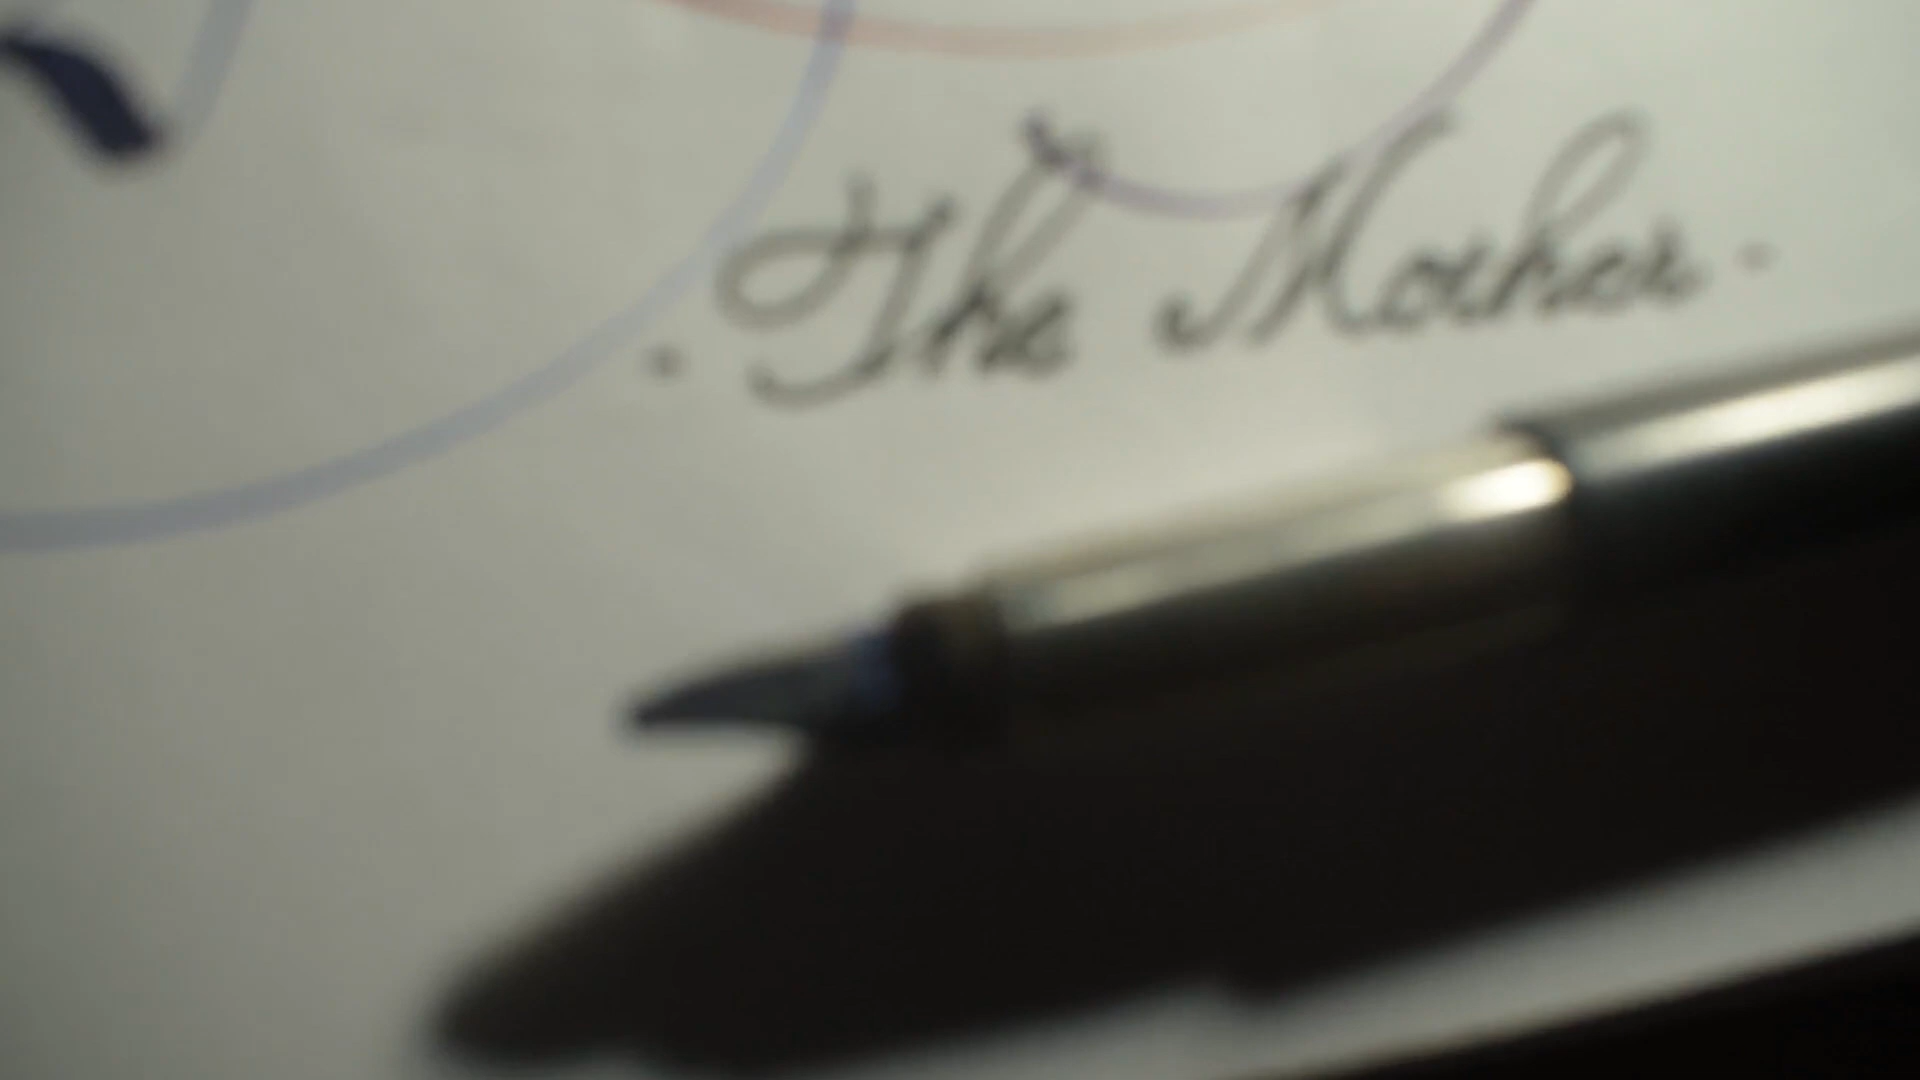 . The Mother .